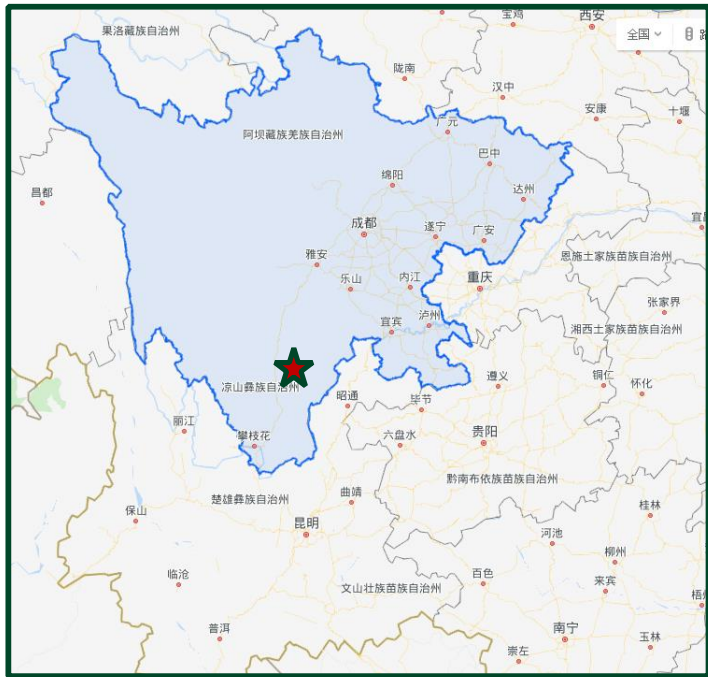 果洛藏族自治州
宝鸡
西安
全国
陇南
汉中
安康
十堰
广元
阿坝藏族羌族自治州
巴中
绵阳
达州
昌都
成都
遂宁
广安
雅安
恩施土家族苗族自治州
乐山
内江
重庆
张家界
宜宾
泸州
湘西土家族苗族自治州
凉山彝族自治州
昭通
毕节
遵义
铜仁
怀化
丽江
攀枝花
六盘水
贵阳
黔南布依族苗族自治州
楚雄彝族自治州
曲靖
保山
昆明
桂林
河池
柳州
临沧
百色
来宾
文山壮族苗族自治州
普洱
南宁
玉林
崇左